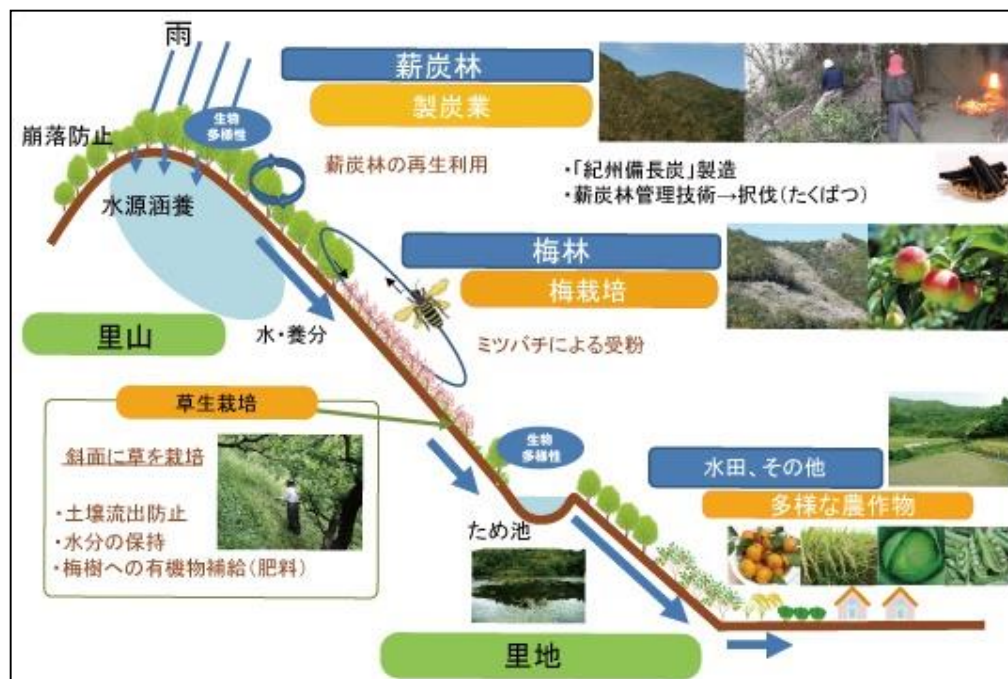 雨
薪炭林
製炭業
生物
多様性
崩落防止
薪炭林の再生利用
・「紀州備長炭」製造
・薪炭林管理技術→択伐(たくばつ)
水源涵養
梅林
梅栽培
里山
水・養分
ミツバチによる受粉
草生栽培
斜面に草を栽培
・土壌流出防止
・水分の保持
・梅樹への有機物補給(肥料)
生物
多様性
水田、その他
多様な農作物
ため池
里地